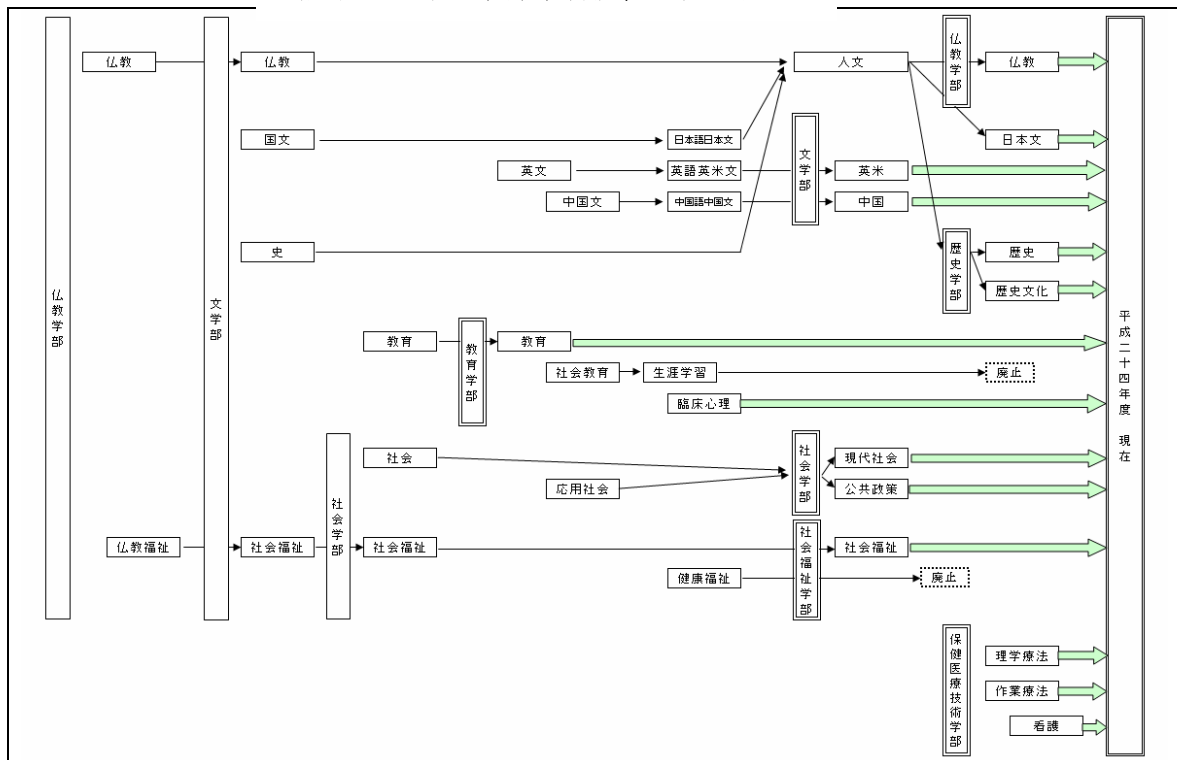 仏教学部
仏教
仏教福祉
文学部
仏教
国文
史
社会福祉
社会学部
教育
社会
社会福祉
教育学部
英文
教育
中国文
社会教育
応用社会
生涯学習
日本語日本文
英語英米文
中国語中国文
臨床心理
健康福祉
人文
文学部
英米
中国
社会学部
現代社会
公共政策
社会福祉学部
社会福祉
廃止
仏教学部
仏教
日本文
歴史学部
歴史
歴史文化
廃止
保健医療技術学部
理学療法
作業療法
看護
平成二十四年度 現在